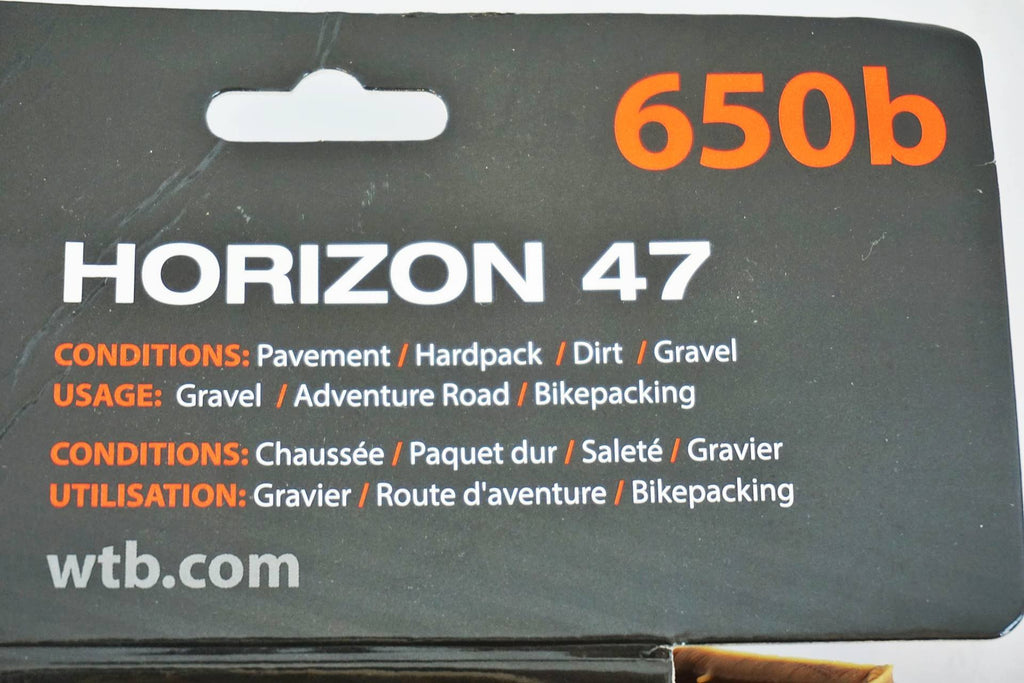 650b
HORIZON 47
CONDITIONS: Pavement / Hardpack / Dirt / Gravel
USAGE: Gravel / Adventure Road / Bikepacking
CONDITIONS: Chaussée / Paquet dur / Saleté / Gravier
UTILISATION: Gravier / Route d'aventure / Bikepacking
wtb.com